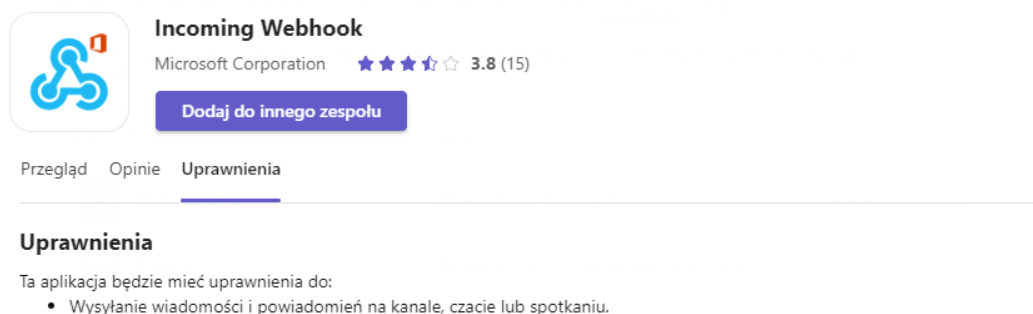 Incoming Webhook
Microsoft Corporation 3.8 (15)
Dodaj do innego zespołu
Przegląd Opinie Uprawnienia
Uprawnienia
Ta aplikacja będzie mieć uprawnienia do:
• Wysyłanie wiadomości i powiadomień na kanale, czacie lub spotkaniu.